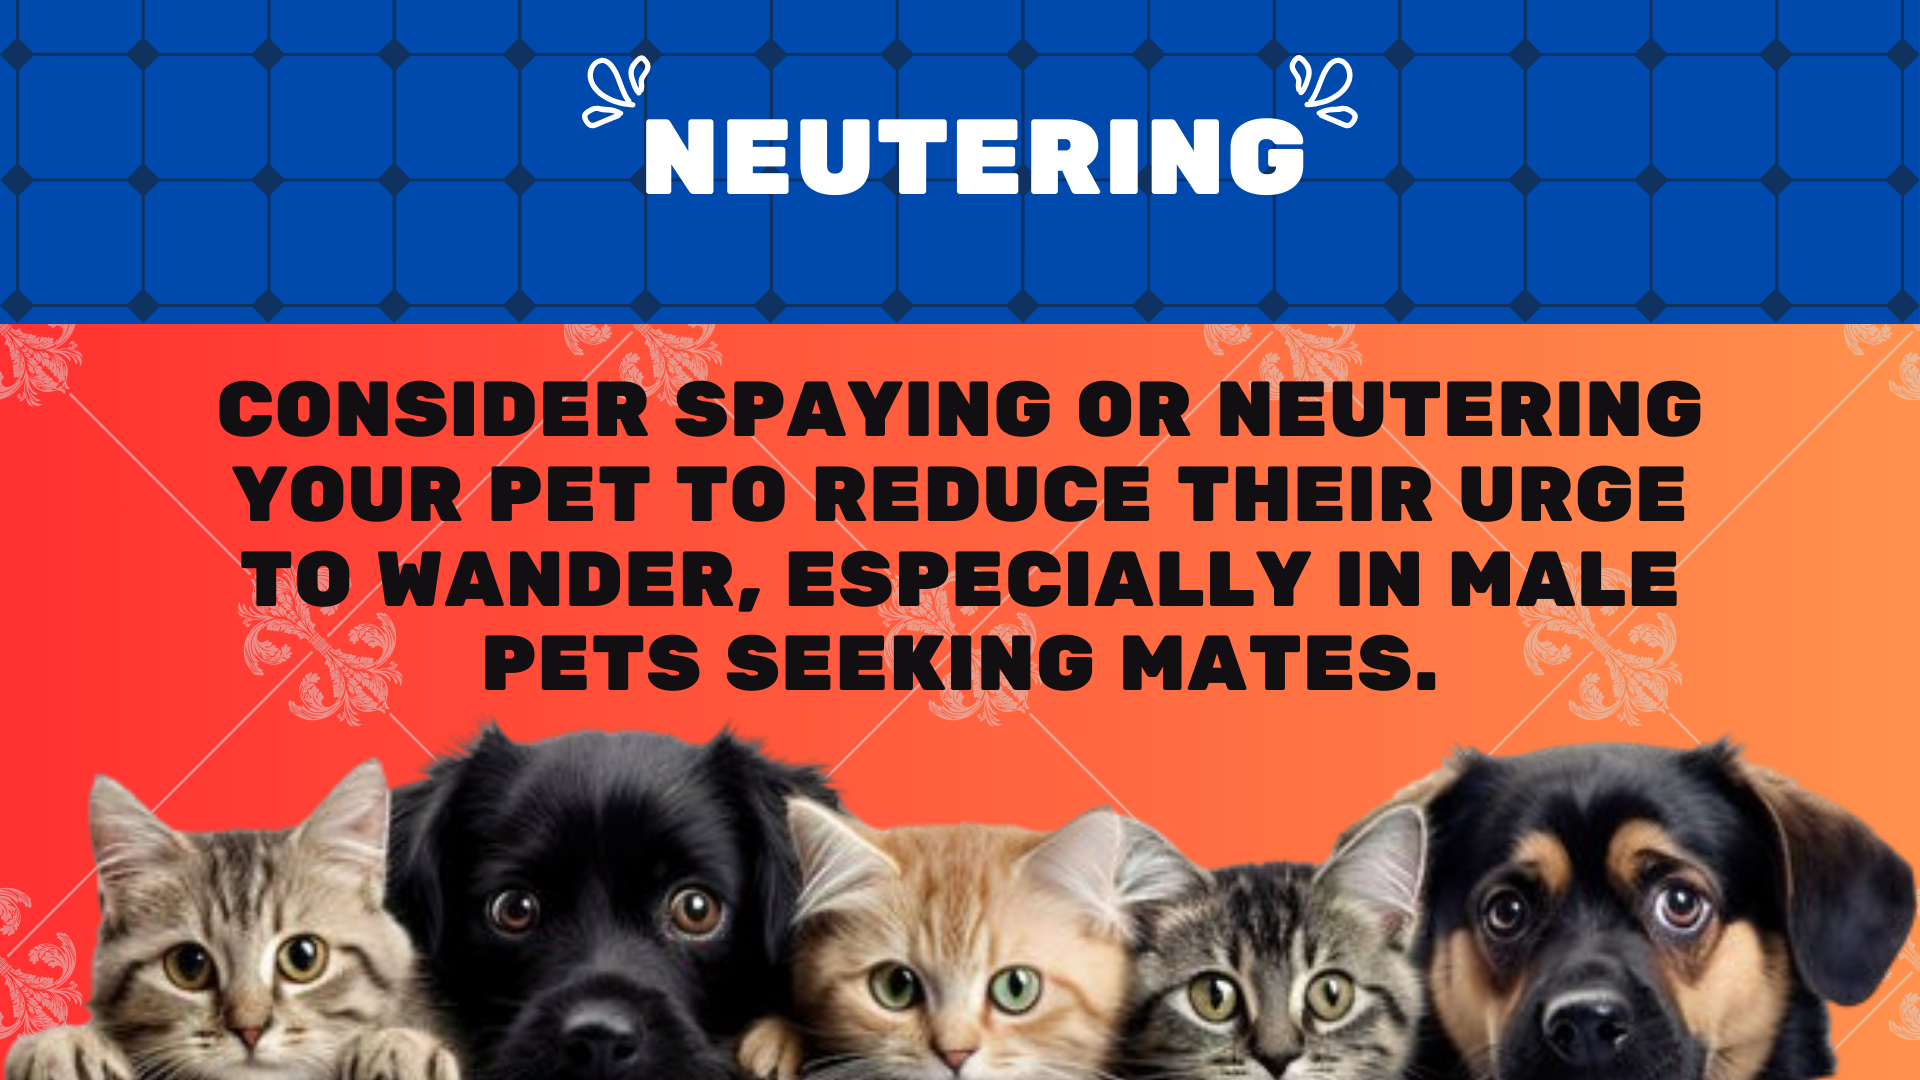 NEUTERING
CONSIDER SPAYING OR NEUTERING
YOUR PET TO REDUCE THEIR URGE
TO WANDER, ESPECIALLY IN MALE
PETS SEEKING MATES.